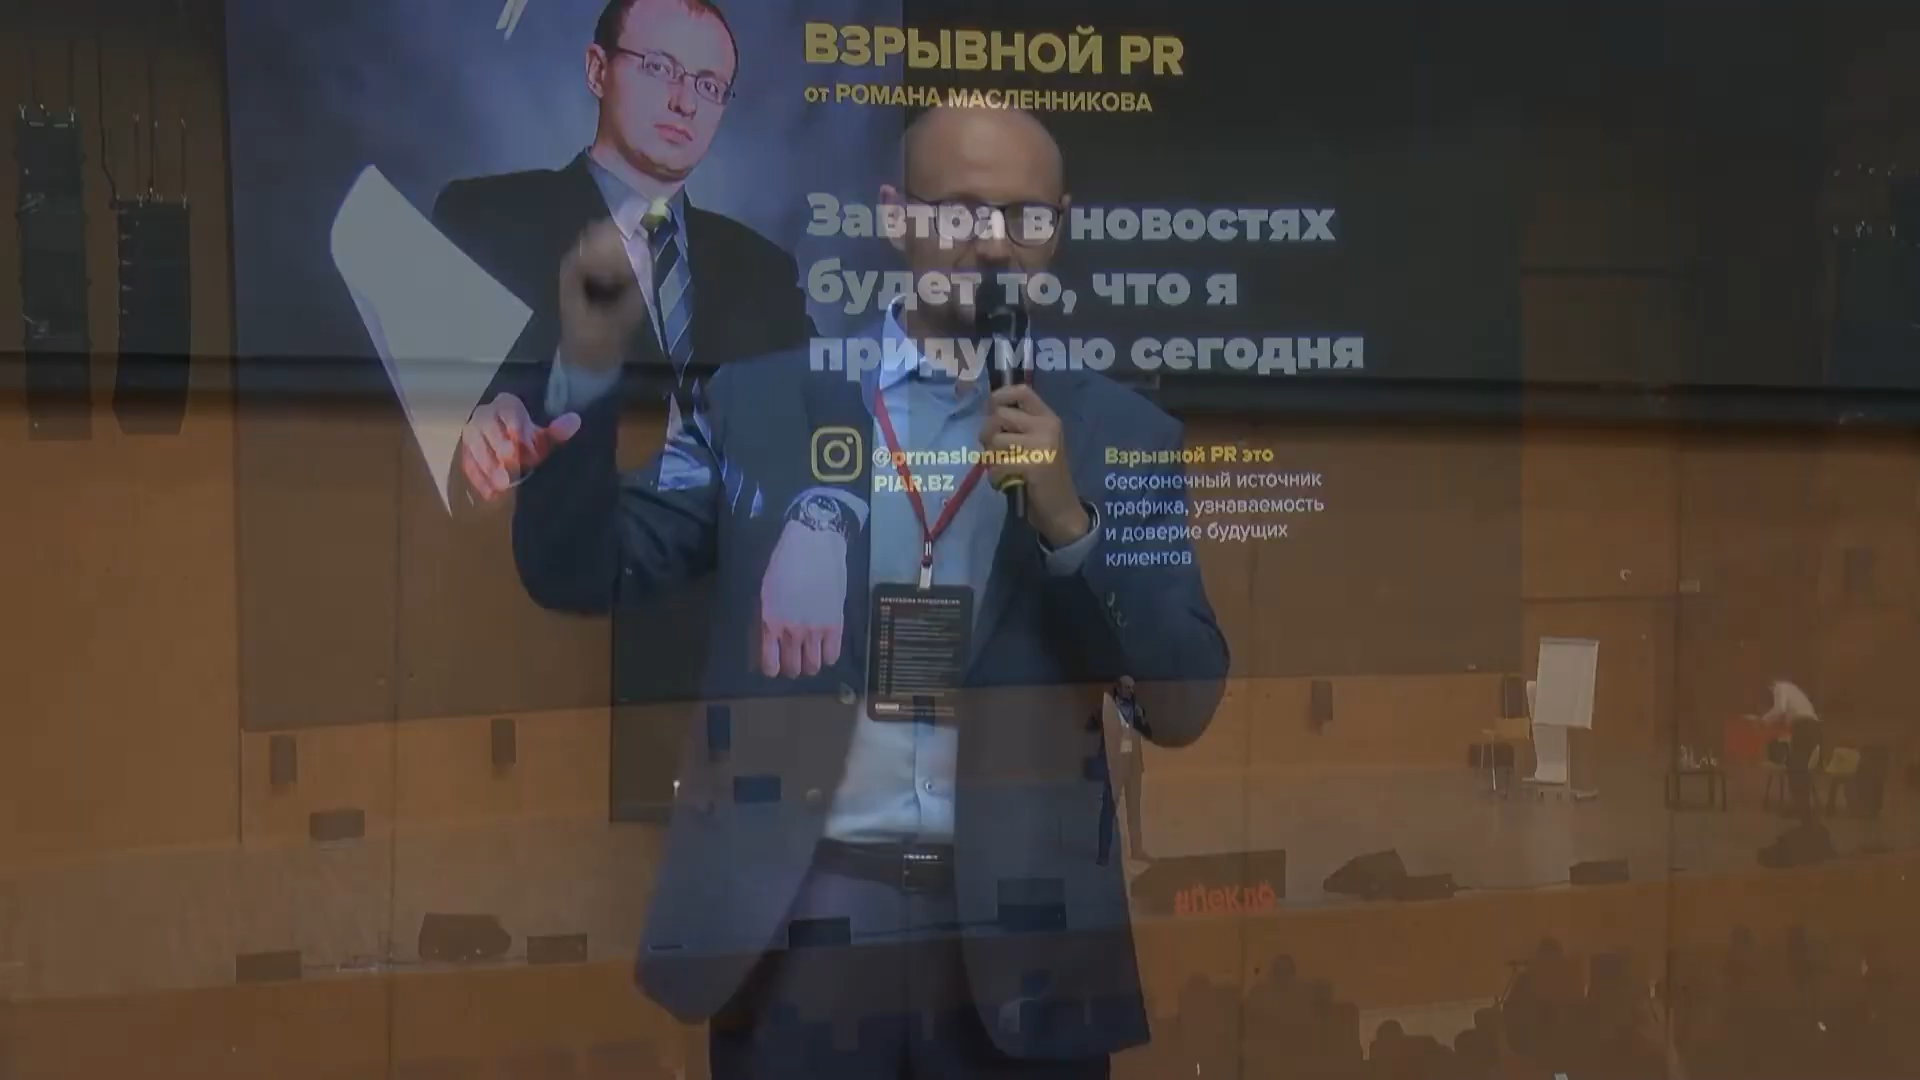 ВЗРЫВНОЙ PR
от РОМАНА МАСЛЕННИКОВА
Завтра в новостях
будет то, что я
придумаю сегодня
@prmaslennikov
PIAR.BZ
Взрывной PR это
бесконечный источник
трафика, узнаваемость
и доверие будущих
клиентов
#ПеКЛО